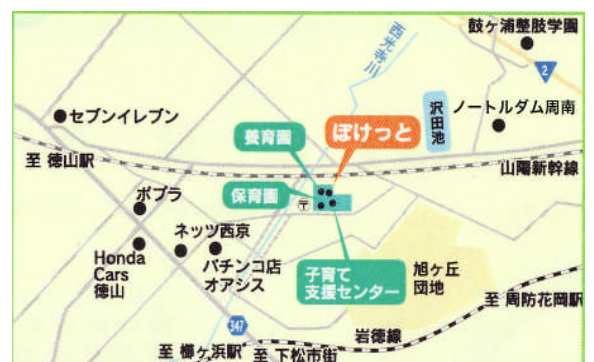 鼓ヶ浦整肢学園
西光寺川
2
セブンイレブン
沢田池
ノートルダム周南
養育園
ぽけっと
至 徳山駅
山陽新幹線
ポプラ
保育園
〒
ネッツ西京
Honda
Cars
徳山
パチンコ店
オアシス
子育て
支援センター
旭ヶ丘
団地
至 周防花岡駅
347
岩徳線
至 櫛ヶ浜駅
至 下松市街